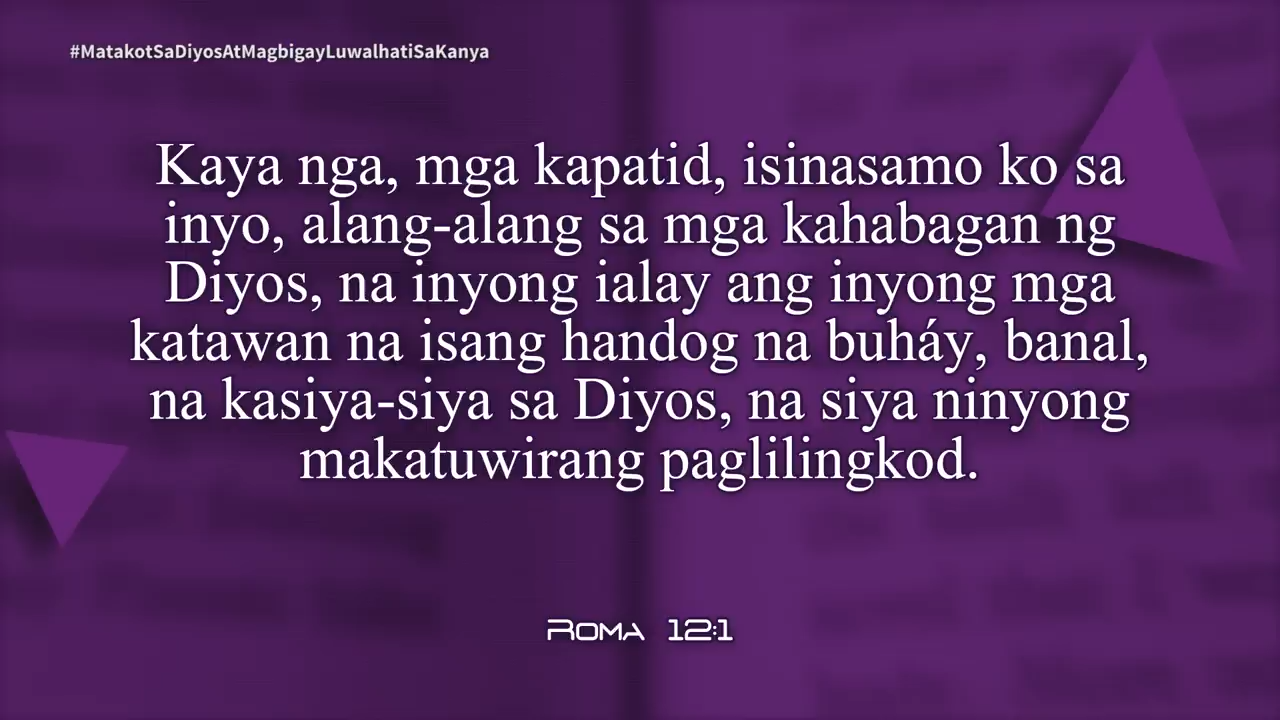 #MatakotSaDiyosAtMagbigayLuwalhatiSaKanya
Kaya nga, mga kapatid, isinasamo ko sa
inyo, alang-alang sa mga kahabagan ng
Diyos, na inyong ialay ang inyong mga
katawan na isang handog na buháy, banal,
na kasiya-siya sa Diyos, na siya ninyong
makatuwirang paglilingkod.
Roma 12:1